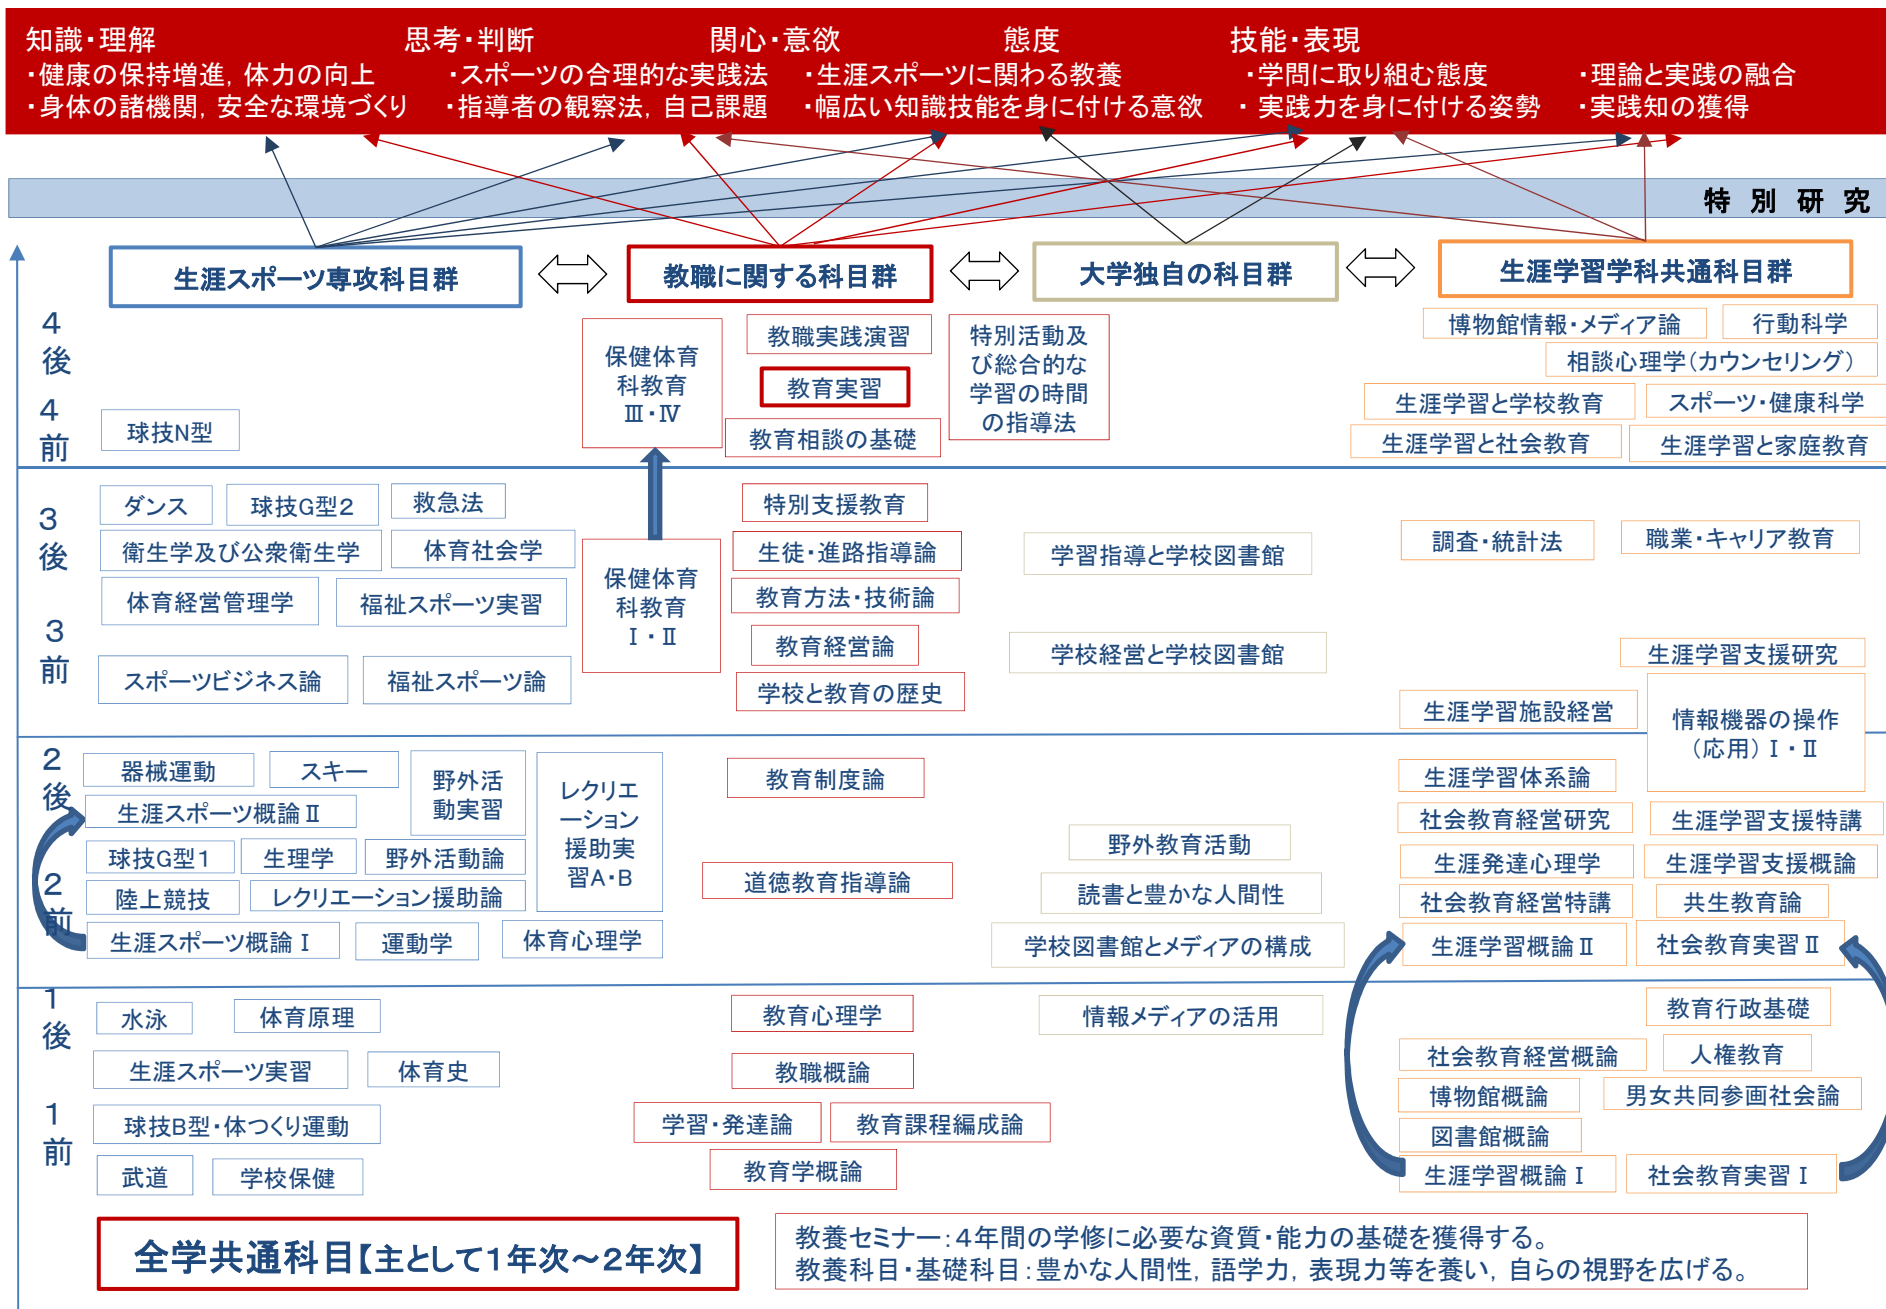 知識・理解 思考・判断 関心・意欲 態度 技能・表現
・健康の保持増進, 体力の向上 ・スポーツの合理的な実践法 ・生涯スポーツに関わる教養 ・学問に取り組む態度 ・理論と実践の融合
・身体の諸機関, 安全な環境づくり ・指導者の観察法, 自己課題 ・幅広い知識技能を身に付ける意欲 ・実践力を身に付ける姿勢 ・実践知の獲得
特 別 研 究
生涯スポーツ専攻科目群
教職に関する科目群
大学独自の科目群
生涯学習学科共通科目群
4
後
4
前
球技N型
保健体育
科教育
Ⅲ・Ⅳ
教職実践演習
教育実習
教育相談の基礎
特別活動及
び総合的な
学習の時間
の指導法
博物館情報・メディア論
行動科学
相談心理学(カウンセリング)
生涯学習と学校教育
スポーツ・健康科学
生涯学習と社会教育
生涯学習と家庭教育
3
後
3
前
ダンス
球技G型2
救急法
衛生学及び公衆衛生学
体育社会学
体育経営管理学
福祉スポーツ実習
スポーツビジネス論
福祉スポーツ論
保健体育
科教育
Ⅰ・Ⅱ
特別支援教育
生徒・進路指導論
教育方法・技術論
教育経営論
学校と教育の歴史
学習指導と学校図書館
学校経営と学校図書館
調査・統計法
職業・キャリア教育
生涯学習支援研究
生涯学習施設経営
情報機器の操作
(応用)Ⅰ・Ⅱ
2
後
2
前
器械運動
スキー
野外活
動実習
レクリエ
ーション
援助実
習A・B
生涯スポーツ概論Ⅱ
球技G型1
生理学
野外活動論
陸上競技
レクリエーション援助論
生涯スポーツ概論Ⅰ
運動学
体育心理学
教育制度論
道徳教育指導論
野外教育活動
読書と豊かな人間性
学校図書館とメディアの構成
生涯学習体系論
社会教育経営研究
生涯学習支援特講
生涯発達心理学
生涯学習支援概論
社会教育経営特講
共生教育論
生涯学習概論Ⅱ
社会教育実習Ⅱ
1
後
1
前
水泳
体育原理
生涯スポーツ実習
体育史
球技B型・体つくり運動
武道
学校保健
教育心理学
教職概論
学習・発達論
教育課程編成論
教育学概論
情報メディアの活用
教育行政基礎
社会教育経営概論
人権教育
博物館概論
男女共同参画社会論
図書館概論
生涯学習概論Ⅰ
社会教育実習Ⅰ
全学共通科目【主として1年次～2年次】
教養セミナー:4年間の学修に必要な資質・能力の基礎を獲得する。
教養科目・基礎科目:豊かな人間性, 語学力, 表現力等を養い, 自らの視野を広げる。